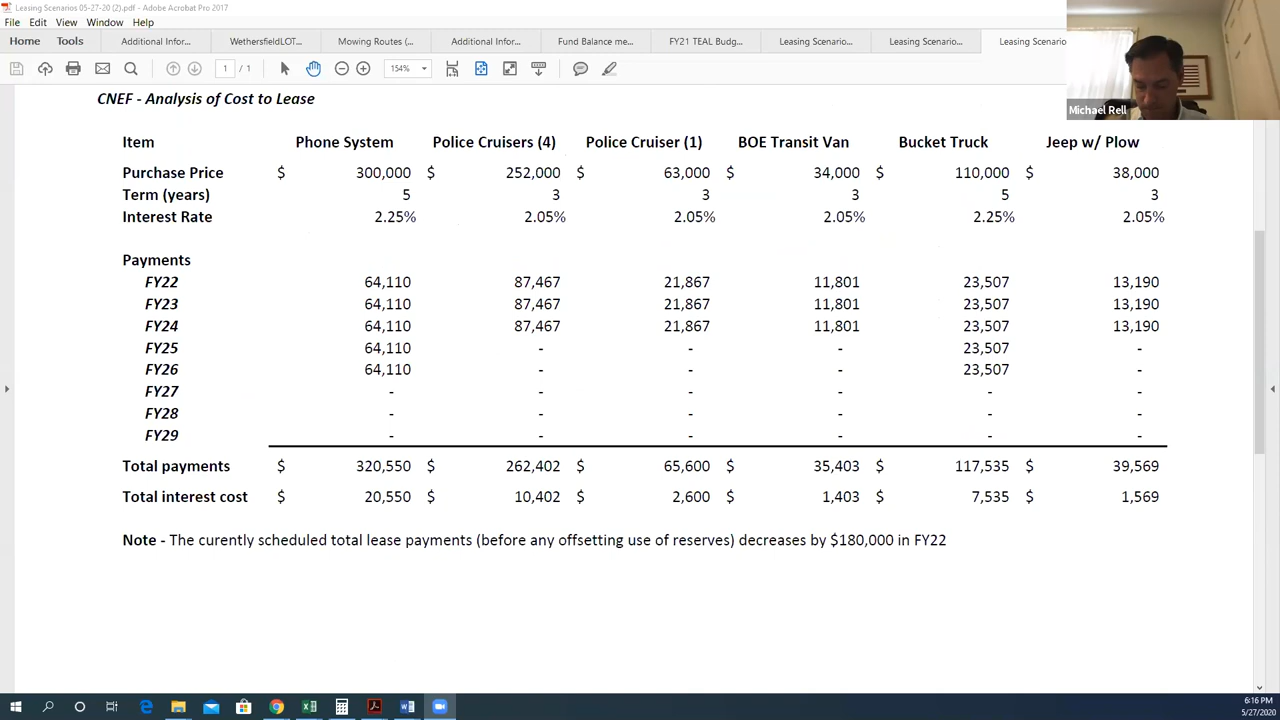 Leasing Scenarios 05-27-20 (2).pdf - Adobe Acrobat Pro 2017
File Edit View Window Help
Home Tools Additional Infor... WethersfieldLOT... Mowing Routes (... Additional Infor... Fund Balance me... FY21 TEAL Budg... Leasing Scenario... Leasing Scenario... Leasing Scenario
1 / 1 154%
Michael Rell
CNEF - Analysis of Cost to Lease
Item Phone System Police Cruisers (4) Police Cruiser (1) BOE Transit Van Bucket Truck Jeep w/ Plow
Purchase Price $ 300,000 $ 252,000 $ 63,000 $ 34,000 $ 110,000 $ 38,000
Term (years) 5 3 3 3 5 3
Interest Rate 2.25% 2.05% 2.05% 2.05% 2.25% 2.05%
Payments
FY22 64,110 87,467 21,867 11,801 23,507 13,190
FY23 64,110 87,467 21,867 11,801 23,507 13,190
FY24 64,110 87,467 21,867 11,801 23,507 13,190
FY25 64,110 - - - 23,507 -
FY26 64,110 - - - 23,507 -
FY27 - - - - - -
FY28 - - - - - -
FY29 - - - - - -
Total payments $ 320,550 $ 262,402 $ 65,600 $ 35,403 $ 117,535 $ 39,569
Total interest cost $ 20,550 $ 10,402 $ 2,600 $ 1,403 $ 7,535 $ 1,569
Note - The curently scheduled total lease payments (before any offsetting use of reserves) decreases by $180,000 in FY22
6:16 PM
5/27/2020